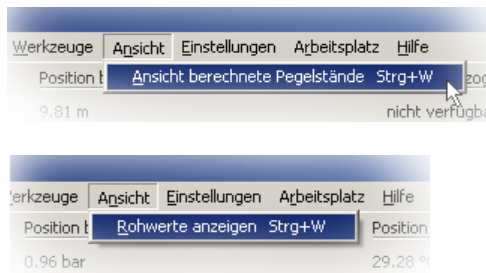 Werkzeuge Ansicht Einstellungen Arbeitsplatz Hilfe
Position Ansicht berechnete Pegelstände Strg+W
9.81 m nicht verfügba
erkzeuge Ansicht Einstellungen Arbeitsplatz Hilfe
Position Rohwerte anzeigen Strg+W Position
0.96 bar 29.28 °